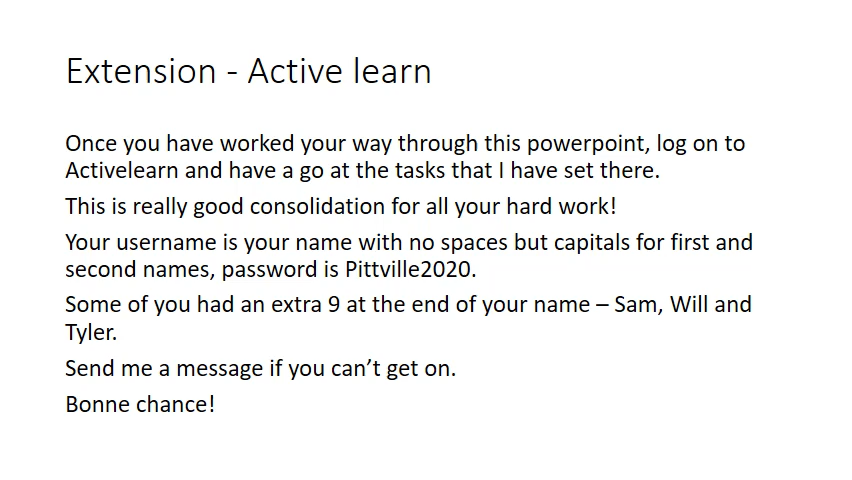 Extension - Active learn
Once you have worked your way through this powerpoint, log on to
Activelearn and have a go at the tasks that I have set there.
This is really good consolidation for all your hard work!
Your username is your name with no spaces but capitals for first and
second names, password is Pittville2020.
Some of you had an extra 9 at the end of your name – Sam, Will and
Tyler.
Send me a message if you can’t get on.
Bonne chance!